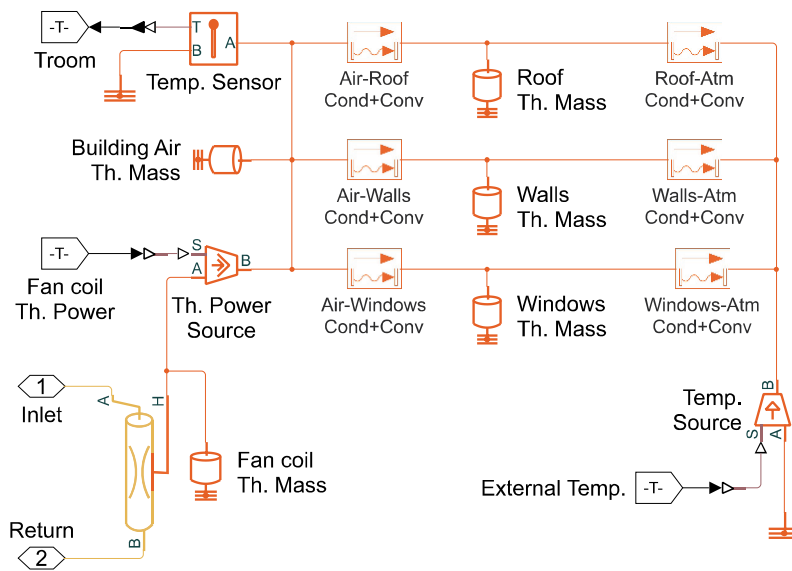 -T-
Troom
T
B
A
Temp. Sensor
Air-Roof
Cond+Conv
Roof
Th. Mass
Roof-Atm
Cond+Conv
Building Air
Th. Mass
Air-Walls
Cond+Conv
Walls
Th. Mass
Walls-Atm
Cond+Conv
-T-
Fan coil
Th. Power
S
A
B
Th. Power
Source
Air-Windows
Cond+Conv
Windows
Th. Mass
Windows-Atm
Cond+Conv
1
Inlet
A
H
B
Fan coil
Th. Mass
Return
2
Temp.
Source
B
S
A
External Temp.
-T-